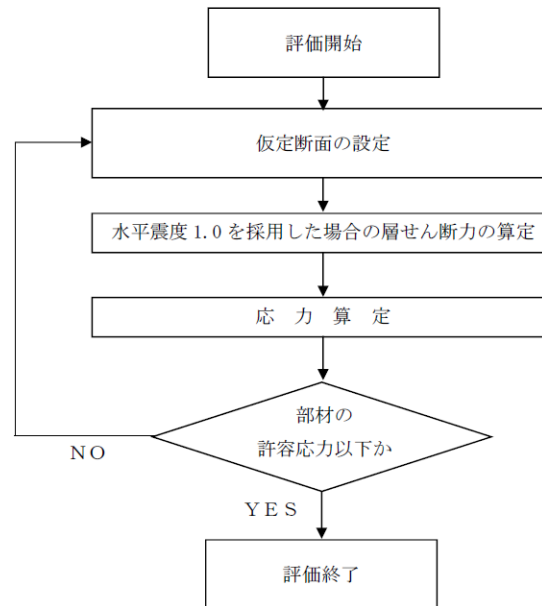 評価開始
仮定断面の設定
水平震度1.0を採用した場合の層せん断力の算定
応　力　算　定
部材の
許容応力以下か
ＮＯ
ＹＥＳ
評価終了